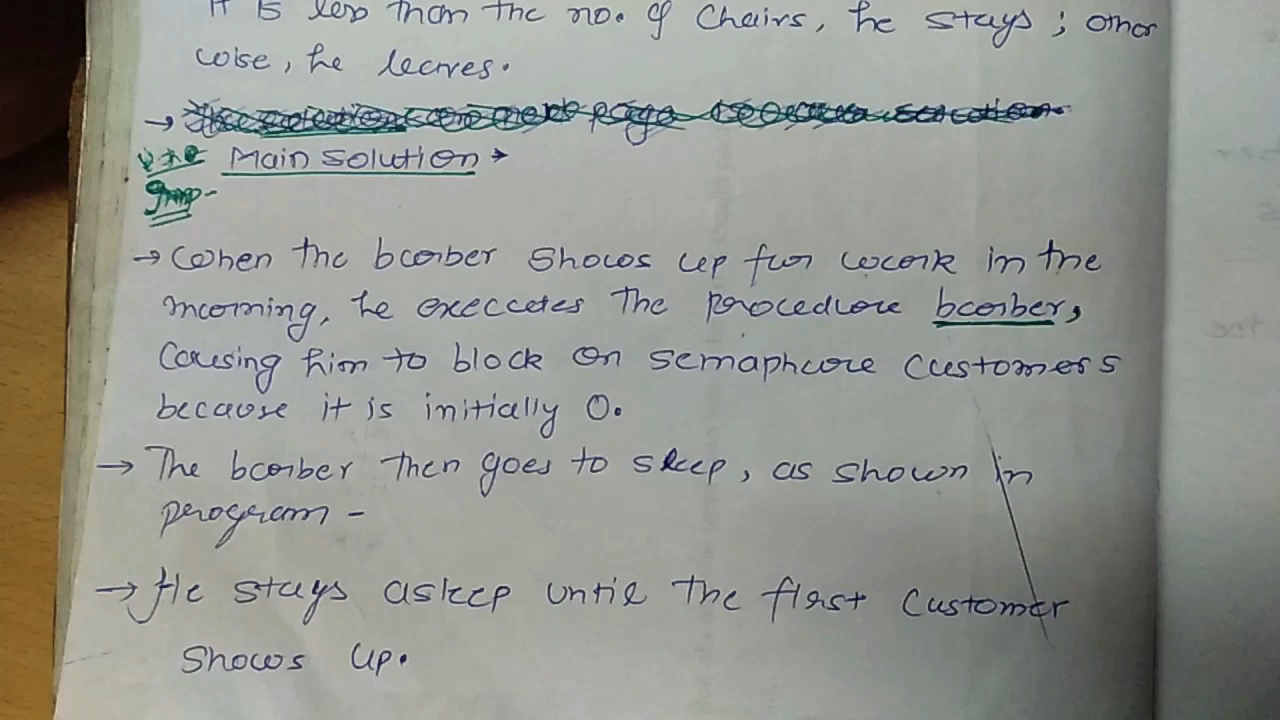 It is less than the no. of Chairs, he stays ; other
wise, he leaves.
→
Main Solution →
Imp-
→ When the barber Shows up for work in the
morning, he executes The procedure barber,
Causing him to block on semaphore Customers
because it is initially 0.
→ The barber then goes to sleep, as shown in
program -
→ He stays asleep until The first Customer
Shows Up.